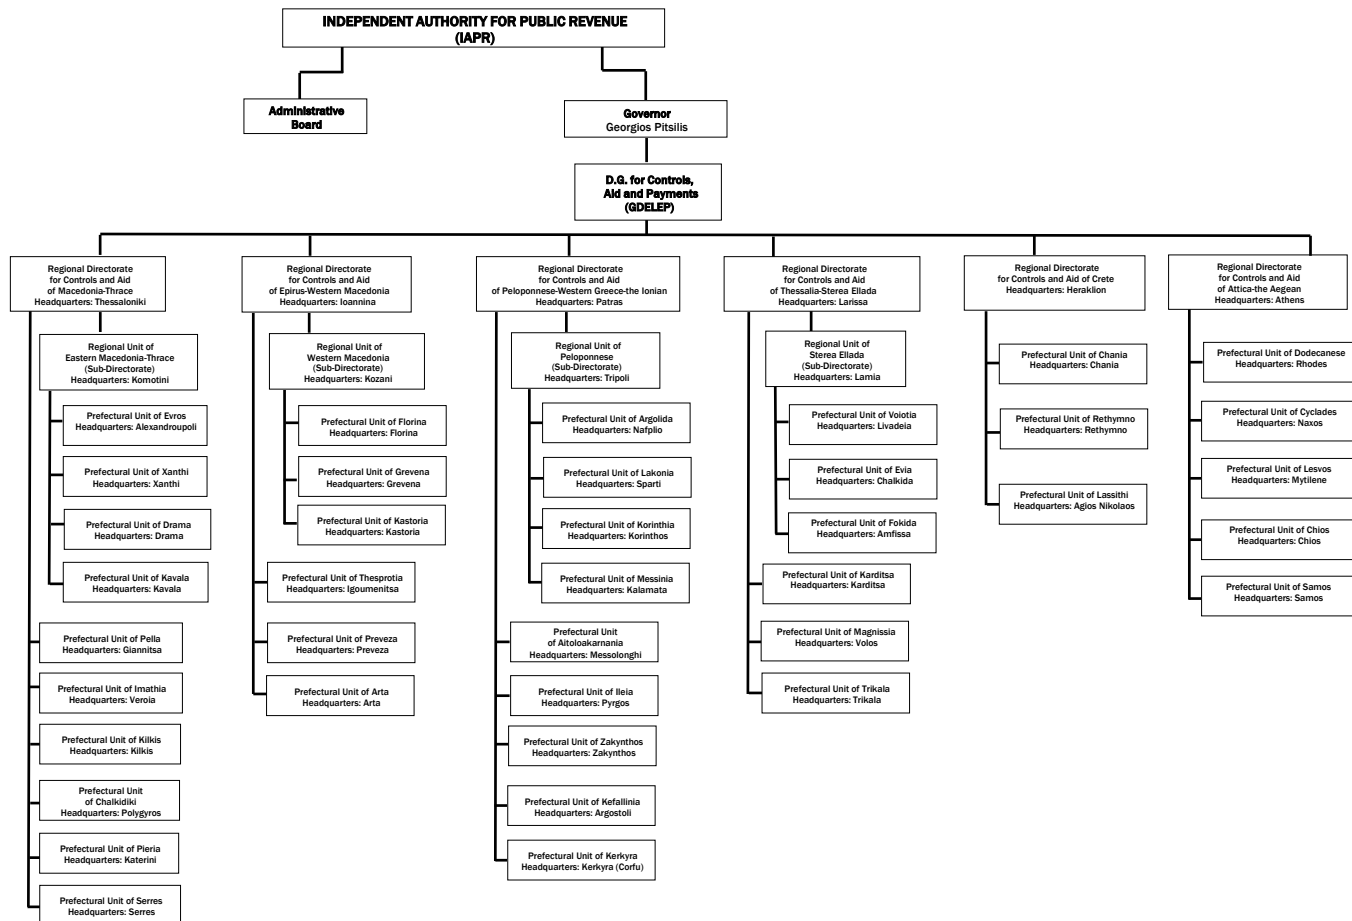 INDEPENDENT AUTHORITY FOR PUBLIC REVENUE
(IAPR)
Administrative
Board
Governor
Georgios Pitsilis
D.G. for Controls,
Aid and Payments
(GDELEP)
Regional Directorate
for Controls and Aid
of Macedonia-Thrace
Headquarters: Thessaloniki
Regional Unit of
Eastern Macedonia-Thrace
(Sub-Directorate)
Headquarters: Komotini
Prefectural Unit of Evros
Headquarters: Alexandroupoli
Prefectural Unit of Xanthi
Headquarters: Xanthi
Prefectural Unit of Drama
Headquarters: Drama
Prefectural Unit of Kavala
Headquarters: Kavala
Prefectural Unit of Pella
Headquarters: Giannitsa
Prefectural Unit of Imathia
Headquarters: Veroia
Prefectural Unit of Kilkis
Headquarters: Kilkis
Prefectural Unit
of Chalkidiki
Headquarters: Polygyros
Prefectural Unit of Pieria
Headquarters: Katerini
Prefectural Unit of Serres
Headquarters: Serres
Regional Directorate
for Controls and Aid
of Epirus-Western Macedonia
Headquarters: Ioannina
Regional Unit of
Western Macedonia
(Sub-Directorate)
Headquarters: Kozani
Prefectural Unit of Florina
Headquarters: Florina
Prefectural Unit of Grevena
Headquarters: Grevena
Prefectural Unit of Kastoria
Headquarters: Kastoria
Prefectural Unit of Thesprotia
Headquarters: Igoumenitsa
Prefectural Unit of Preveza
Headquarters: Preveza
Prefectural Unit of Arta
Headquarters: Arta
Regional Directorate
for Controls and Aid
of Peloponnese-Western Greece-the Ionian
Headquarters: Patras
Regional Unit of
Peloponnese
(Sub-Directorate)
Headquarters: Tripoli
Prefectural Unit of Argolida
Headquarters: Nafplio
Prefectural Unit of Lakonia
Headquarters: Sparti
Prefectural Unit of Korinthia
Headquarters: Korinthos
Prefectural Unit of Messinia
Headquarters: Kalamata
Prefectural Unit
of Aitoloakarnania
Headquarters: Messolonghi
Prefectural Unit of Ileia
Headquarters: Pyrgos
Prefectural Unit of Zakynthos
Headquarters: Zakynthos
Prefectural Unit of Kefallinia
Headquarters: Argostoli
Prefectural Unit of Kerkyra
Headquarters: Kerkyra (Corfu)
Regional Directorate
for Controls and Aid
of Thessalia-Sterea Ellada
Headquarters: Larissa
Regional Unit of
Sterea Ellada
(Sub-Directorate)
Headquarters: Lamia
Prefectural Unit of Voiotia
Headquarters: Livadeia
Prefectural Unit of Evia
Headquarters: Chalkida
Prefectural Unit of Fokida
Headquarters: Amfissa
Prefectural Unit of Karditsa
Headquarters: Karditsa
Prefectural Unit of Magnissia
Headquarters: Volos
Prefectural Unit of Trikala
Headquarters: Trikala
Regional Directorate
for Controls and Aid of Crete
Headquarters: Heraklion
Prefectural Unit of Chania
Headquarters: Chania
Prefectural Unit of Rethymno
Headquarters: Rethymno
Prefectural Unit of Lassithi
Headquarters: Agios Nikolaos
Regional Directorate
for Controls and Aid
of Attica-the Aegean
Headquarters: Athens
Prefectural Unit of Dodecanese
Headquarters: Rhodes
Prefectural Unit of Cyclades
Headquarters: Naxos
Prefectural Unit of Lesvos
Headquarters: Mytilene
Prefectural Unit of Chios
Headquarters: Chios
Prefectural Unit of Samos
Headquarters: Samos